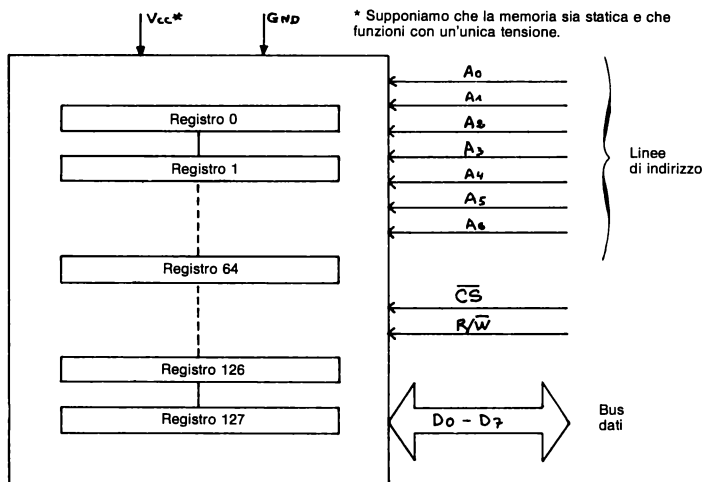 Vcc*
GND
* Supponiamo che la memoria sia statica e che
funzioni con un'unica tensione.
A0
A1
A2
A3
A4
A5
A6
Linee
di indirizzo
Registro 0
Registro 1
Registro 64
Registro 126
Registro 127
C̅S̅
R/W̅
D0 - D7
Bus
dati